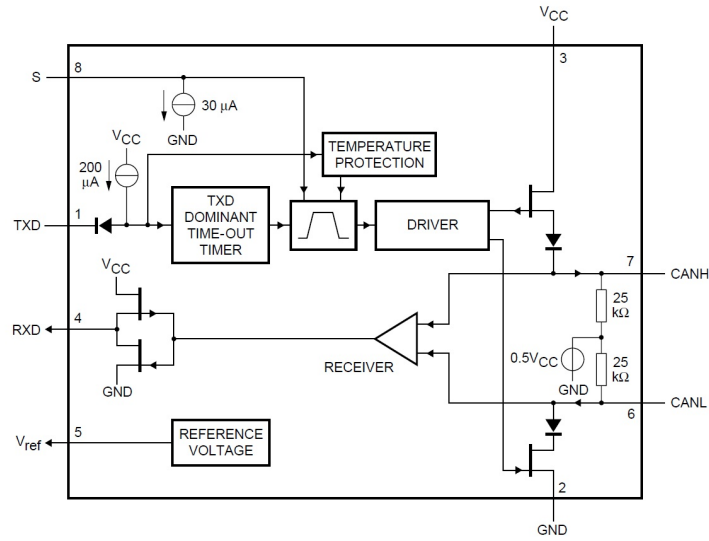 VCC
3
8
S
30 μA
GND
VCC
200
μA
TEMPERATURE
PROTECTION
1
TXD
TXD
DOMINANT
TIME-OUT
TIMER
DRIVER
7
CANH
VCC
25
kΩ
4
RXD
RECEIVER
0.5VCC
GND
25
kΩ
GND
CANL
6
5
Vref
REFERENCE
VOLTAGE
2
GND